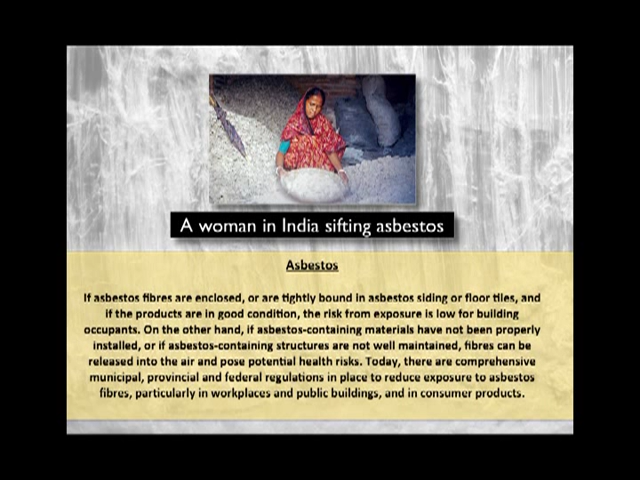 A woman in India sifting asbestos
Asbestos
If asbestos fibres are enclosed, or are tightly bound in asbestos siding or floor tiles, and
if the products are in good condition, the risk from exposure is low for building
occupants. On the other hand, if asbestos-containing materials have not been properly
installed, or if asbestos-containing structures are not well maintained, fibres can be
released into the air and pose potential health risks. Today, there are comprehensive
municipal, provincial and federal regulations in place to reduce exposure to asbestos
fibres, particularly in workplaces and public buildings, and in consumer products.